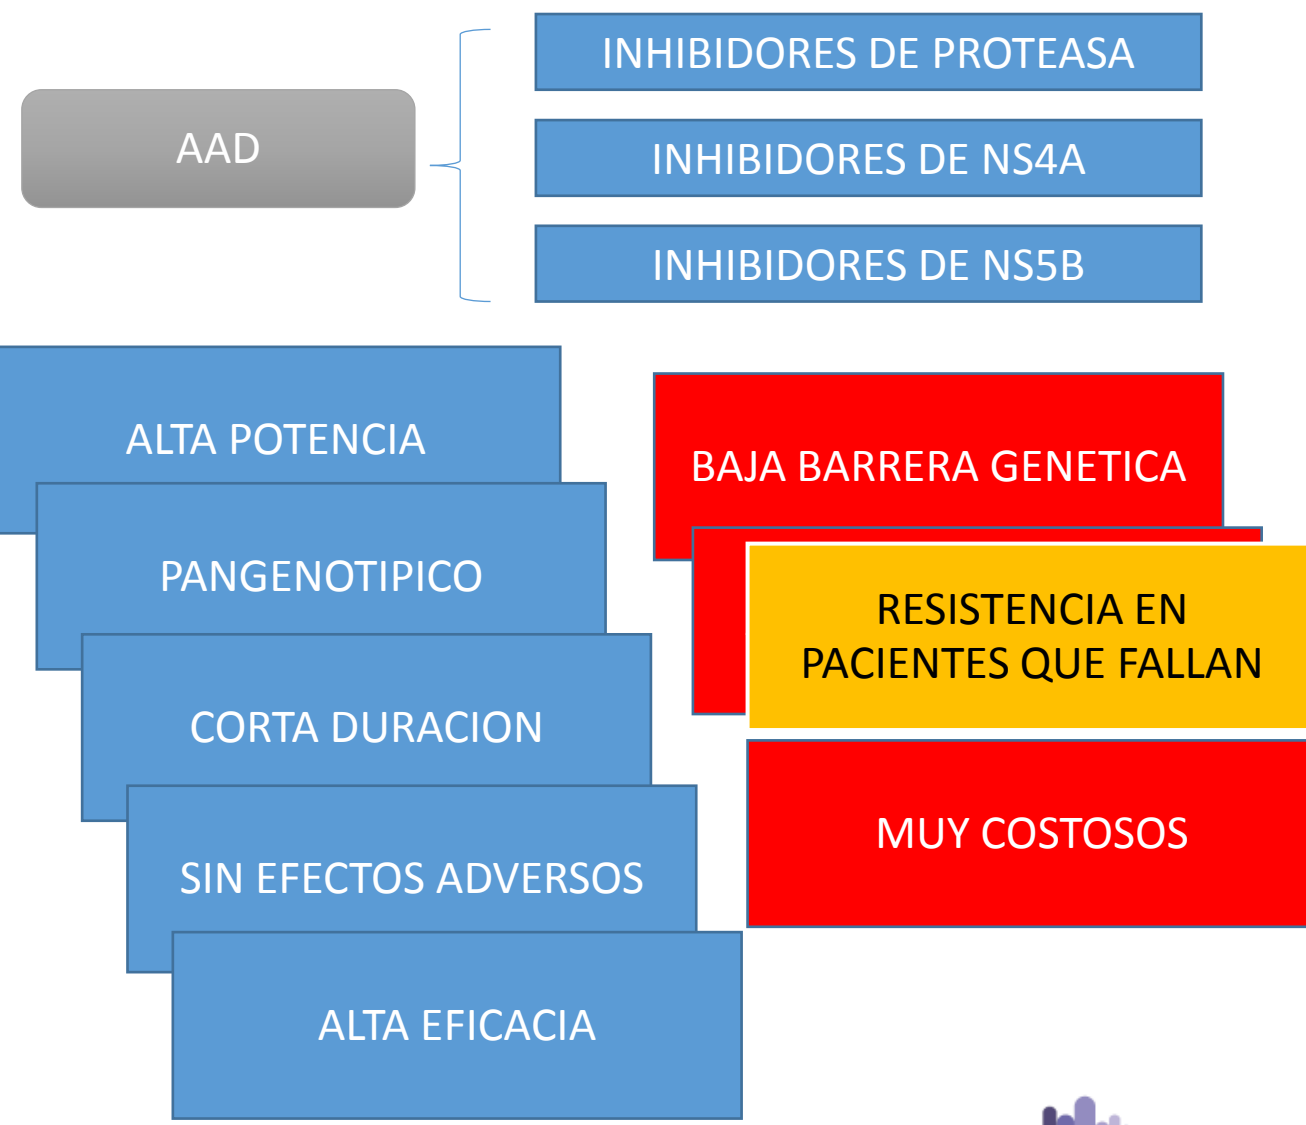 AAD
INHIBIDORES DE PROTEASA
INHIBIDORES DE NS4A
INHIBIDORES DE NS5B
ALTA POTENCIA
PANGENOTIPICO
CORTA DURACION
SIN EFECTOS ADVERSOS
ALTA EFICACIA
BAJA BARRERA GENETICA
RESISTENCIA EN
PACIENTES QUE FALLAN
MUY COSTOSOS